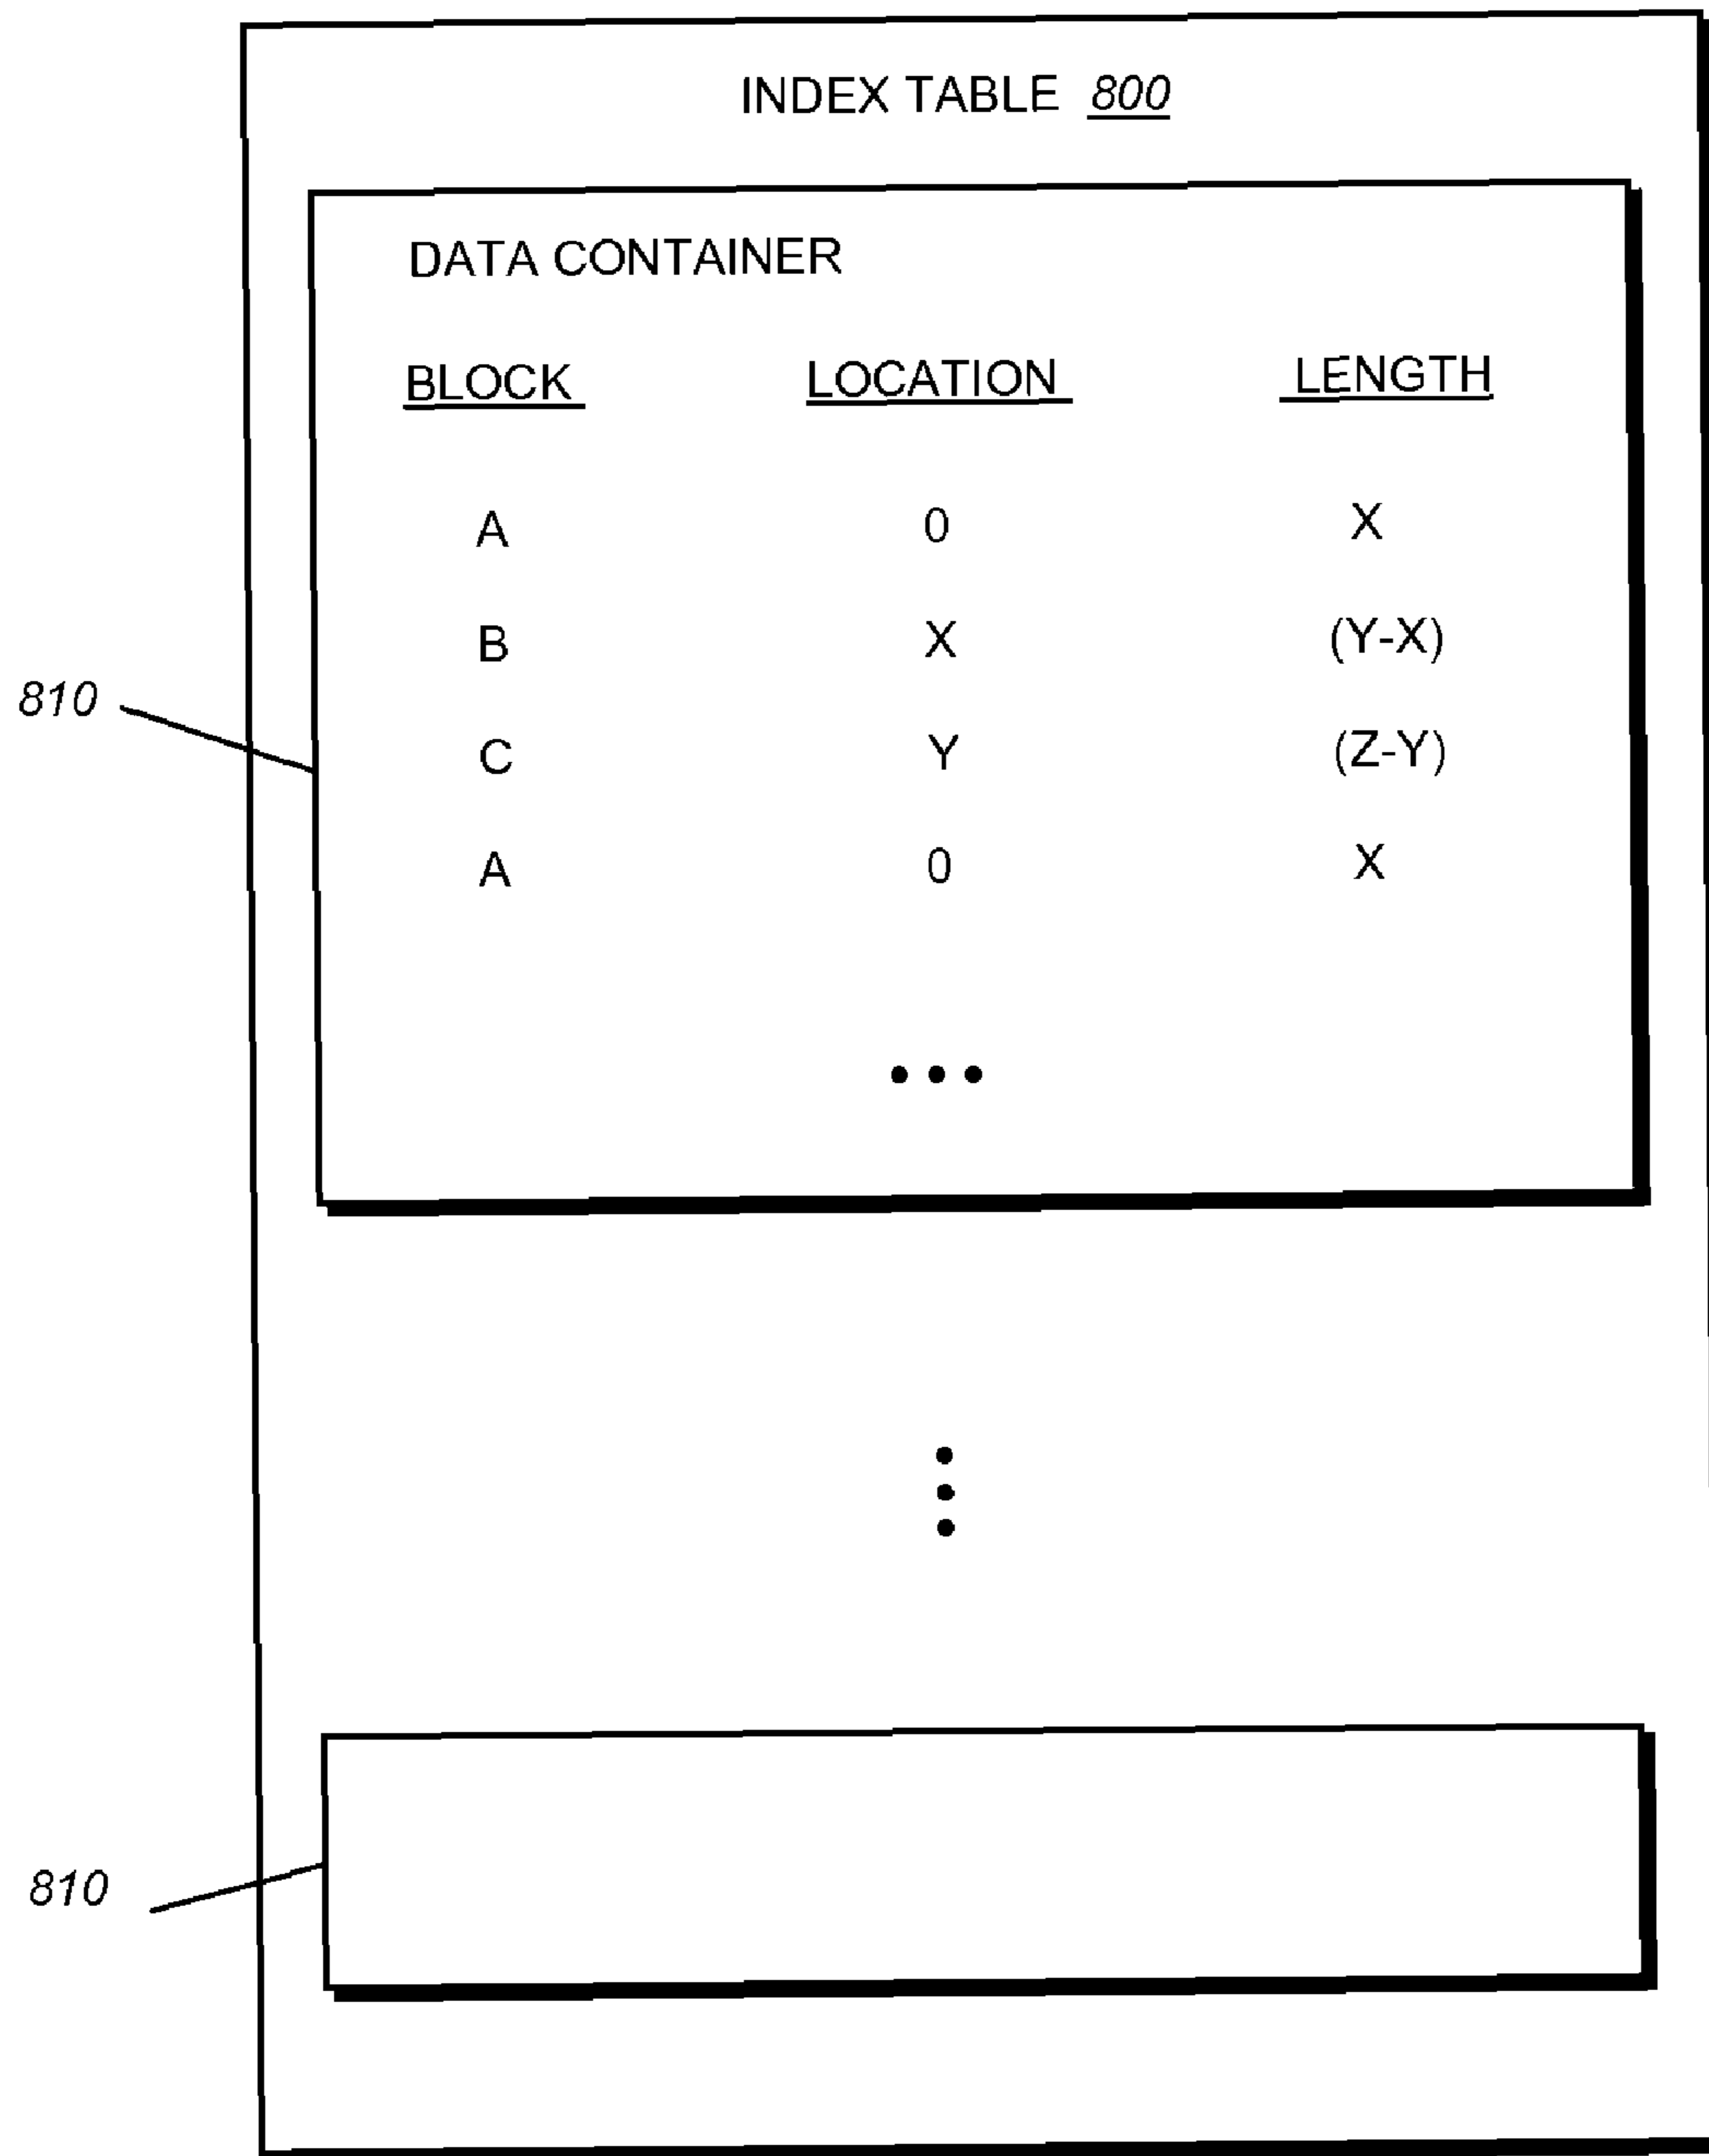 INDEX TABLE 800
DATA CONTAINER
BLOCK LOCATION LENGTH
A 0 X
B X (Y-X)
810
C Y (Z-Y)
A 0 X
810